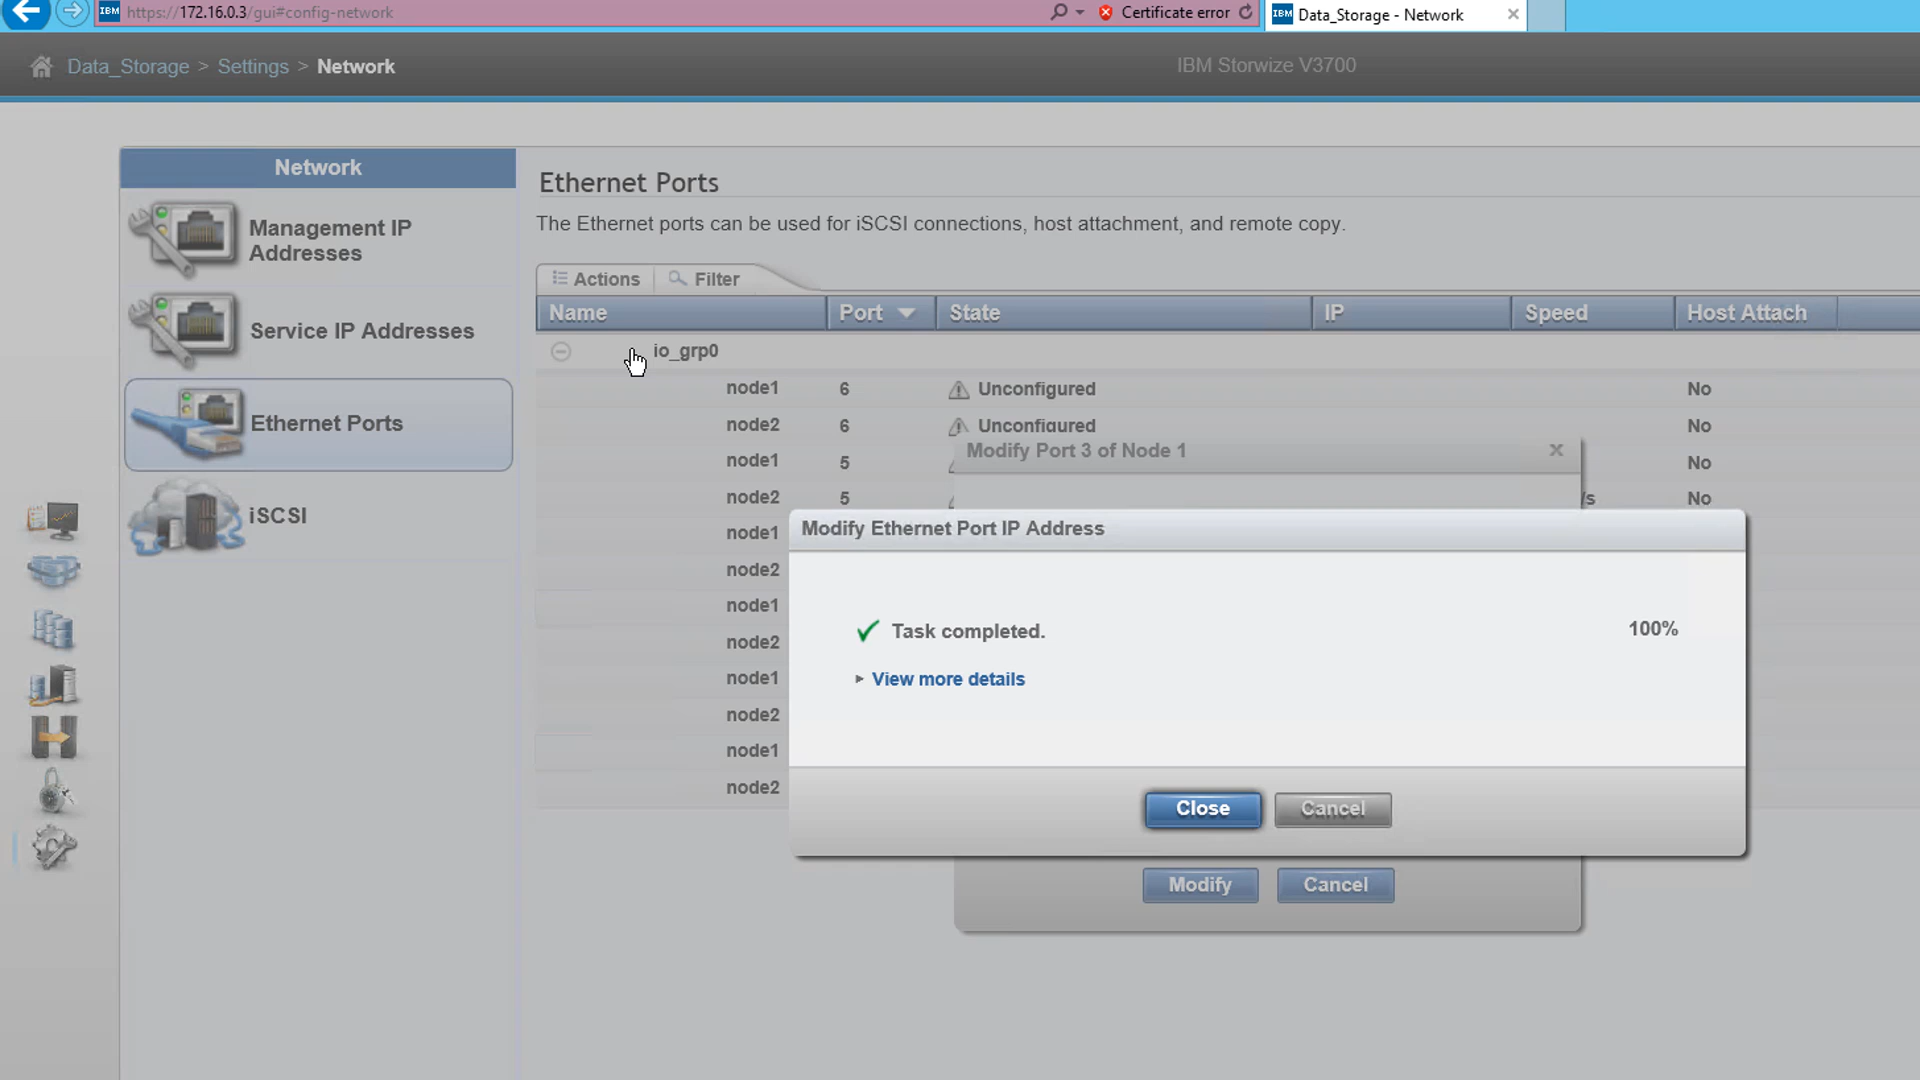 IBM https://172.16.0.3/gui#config-network
Certificate error
IBM Data_Storage - Network
Data_Storage > Settings > Network
IBM Storwize V3700
Network
Management IP
Addresses
Service IP Addresses
Ethernet Ports
iSCSI
Ethernet Ports
The Ethernet ports can be used for iSCSI connections, host attachment, and remote copy.
Actions Filter
Name Port State IP Speed Host Attach
io_grp0
node1 6 Unconfigured No
node2 6 Unconfigured No
node1 5 No
node2 5 /s No
node1
node2
node1
node2
node1
node2
node1
node2
Modify Port 3 of Node 1
Modify Ethernet Port IP Address
Task completed. 100%
View more details
Close Cancel
Modify Cancel